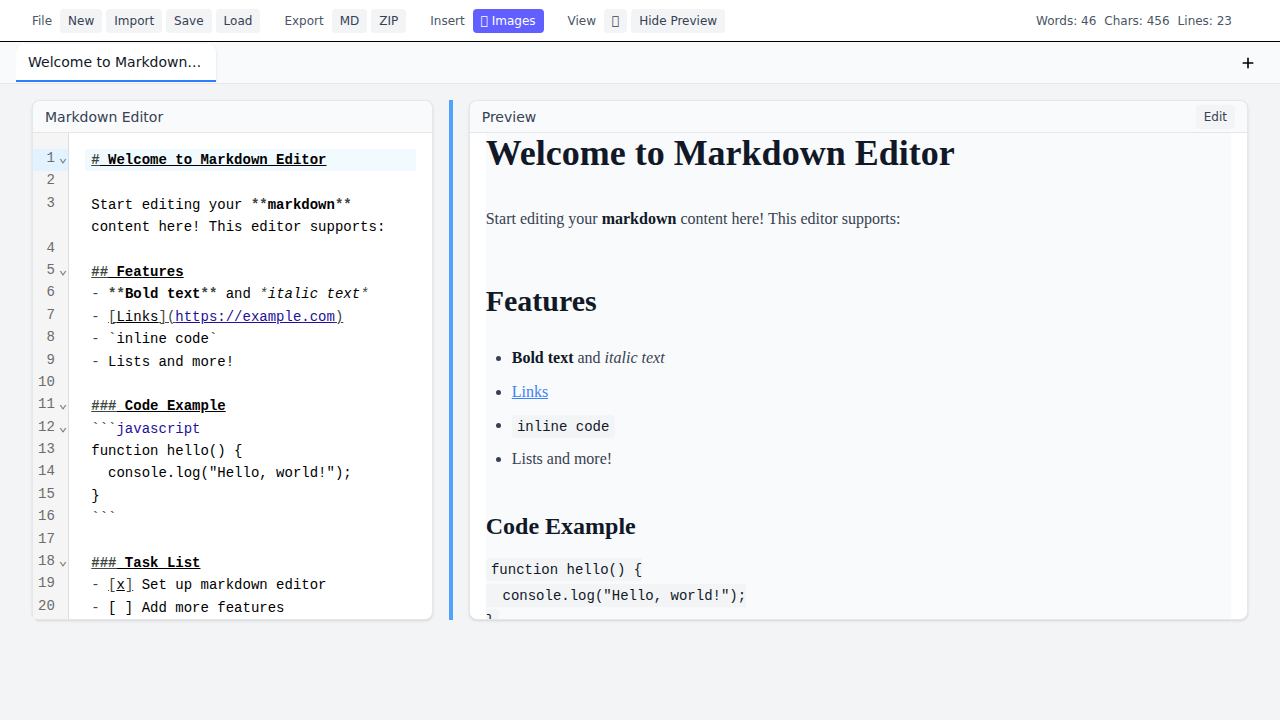 File New Import Save Load Export MD ZIP Insert Images View Hide Preview Words: 46 Chars: 456 Lines: 23
Welcome to Markdown... +
Markdown Editor
1 # Welcome to Markdown Editor
2
3 Start editing your **markdown**
content here! This editor supports:
4
5 ## Features
6 - **Bold text** and *italic text*
7 - [Links](https://example.com)
8 - `inline code`
9 - Lists and more!
10
11 ### Code Example
12 ```javascript
13 function hello() {
14   console.log("Hello, world!");
15 }
16 ```
17
18 ### Task List
19 - [x] Set up markdown editor
20 - [ ] Add more features
Preview Edit
Welcome to Markdown Editor
Start editing your markdown content here! This editor supports:
Features
• Bold text and italic text
• Links
• inline code
• Lists and more!
Code Example
function hello() {
  console.log("Hello, world!");
}